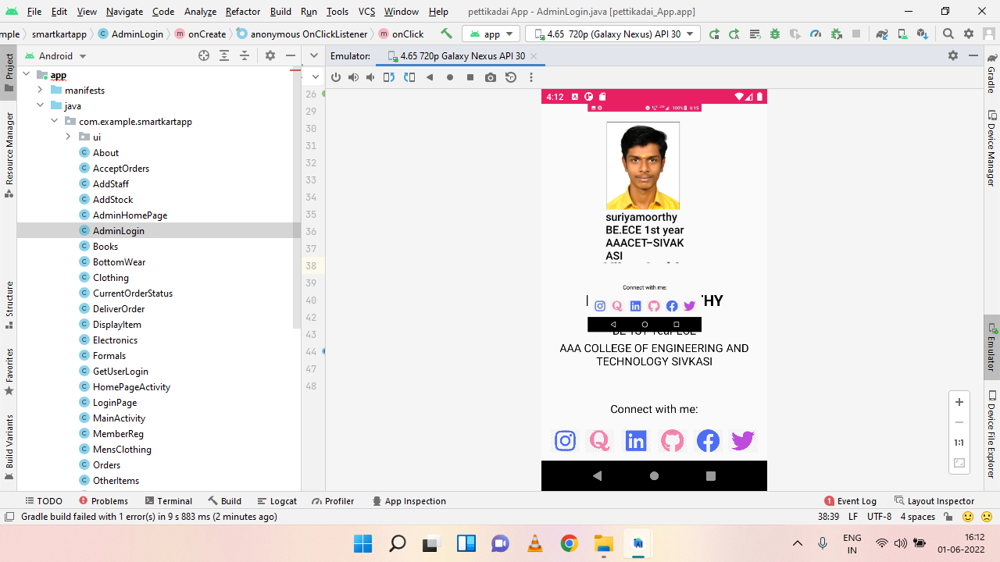 File Edit View Navigate Code Analyze Refactor Build Run Tools VCS Window Help pettikadai App - AdminLogin.java [pettikadai_App.app]
mple smartkartapp AdminLogin onCreate anonymous OnClickListener onClick app 4.65 720p (Galaxy Nexus) API 30
Android Emulator: 4.65 720p Galaxy Nexus API 30
Project
Resource Manager
Structure
Favorites
Build Variants
app
manifests
java
com.example.smartkartapp
ui
About
AcceptOrders
AddStaff
AddStock
AdminHomePage
AdminLogin
Books
BottomWear
Clothing
CurrentOrderStatus
DeliverOrder
DisplayItem
Electronics
Formals
GetUserLogin
HomePageActivity
LoginPage
MainActivity
MemberReg
MensClothing
Orders
OtherItems
26
29
30
31
32
33
34
35
36
37
38
39
40
42
43
44
47
48
4:12
100% 6:15
suriyamoorthy
BE.ECE 1st year
AAACET-SIVAK
ASI
Connect with me:
HY
AAA COLLEGE OF ENGINEERING AND
TECHNOLOGY SIVKASI
Connect with me:
1:1
Gradle
Device Manager
Emulator
Device File Explorer
TODO Problems Terminal Build Logcat Profiler App Inspection 1 Event Log Layout Inspector
Gradle build failed with 1 error(s) in 9 s 883 ms (2 minutes ago) 38:39 LF UTF-8 4 spaces
ENG
IN
16:12
01-06-2022